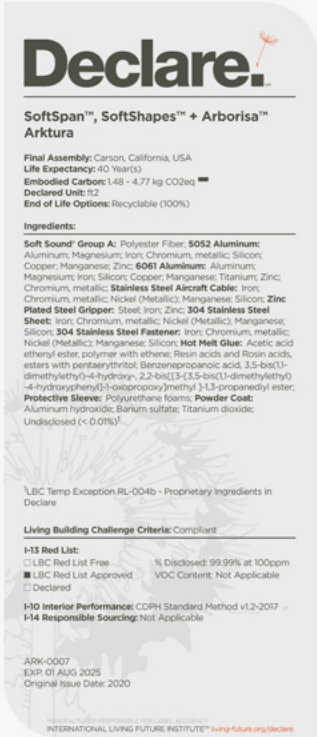 Declare.
SoftSpan™, SoftShapes™ + Arborisa™
Arktura
Final Assembly: Carson, California, USA
Life Expectancy: 40 Year(s)
Embodied Carbon: 1.48 - 4.77 kg CO2eq
Declared Unit: ft2
End of Life Options: Recyclable (100%)
Ingredients:
Soft Sound® Group A: Polyester Fiber; 5052 Aluminum:
Aluminum; Magnesium; Iron; Chromium, metallic; Silicon;
Copper; Manganese; Zinc; 6061 Aluminum: Aluminum;
Magnesium; Iron; Silicon; Copper; Manganese; Titanium; Zinc;
Chromium, metallic; Stainless Steel Aircraft Cable: Iron;
Chromium, metallic; Nickel (Metallic); Manganese; Silicon; Zinc
Plated Steel Gripper: Steel; Iron; Zinc; 304 Stainless Steel
Sheet: Iron; Chromium, metallic; Nickel (Metallic); Manganese;
Silicon; 304 Stainless Steel Fastener: Iron; Chromium, metallic;
Nickel (Metallic); Manganese; Silicon; Hot Melt Glue: Acetic acid
ethenyl ester, polymer with ethene; Resin acids and Rosin acids,
esters with pentaerythritol; Benzenepropanoic acid, 3,5-bis(1,1-
dimethylethyl)-4-hydroxy-, 2,2-bis[[3-[3,5-bis(1,1-dimethylethyl)
-4-hydroxyphenyl]-1-oxopropoxy]methyl ]-1,3-propanediyl ester;
Protective Sleeve: Polyurethane foams; Powder Coat:
Aluminum hydroxide; Barium sulfate; Titanium dioxide;
Undisclosed (< 0.01%)¹
¹LBC Temp Exception RL-004b - Proprietary Ingredients in
Declare
Living Building Challenge Criteria: Compliant
I-13 Red List:
☐ LBC Red List Free % Disclosed: 99.99% at 100ppm
■ LBC Red List Approved VOC Content: Not Applicable
☐ Declared
I-10 Interior Performance: CDPH Standard Method v1.2-2017
I-14 Responsible Sourcing: Not Applicable
ARK-0007
EXP. 01 AUG 2025
Original Issue Date: 2020
MANUFACTURER RESPONSIBLE FOR LABEL ACCURACY
INTERNATIONAL LIVING FUTURE INSTITUTE™ living-future.org/declare